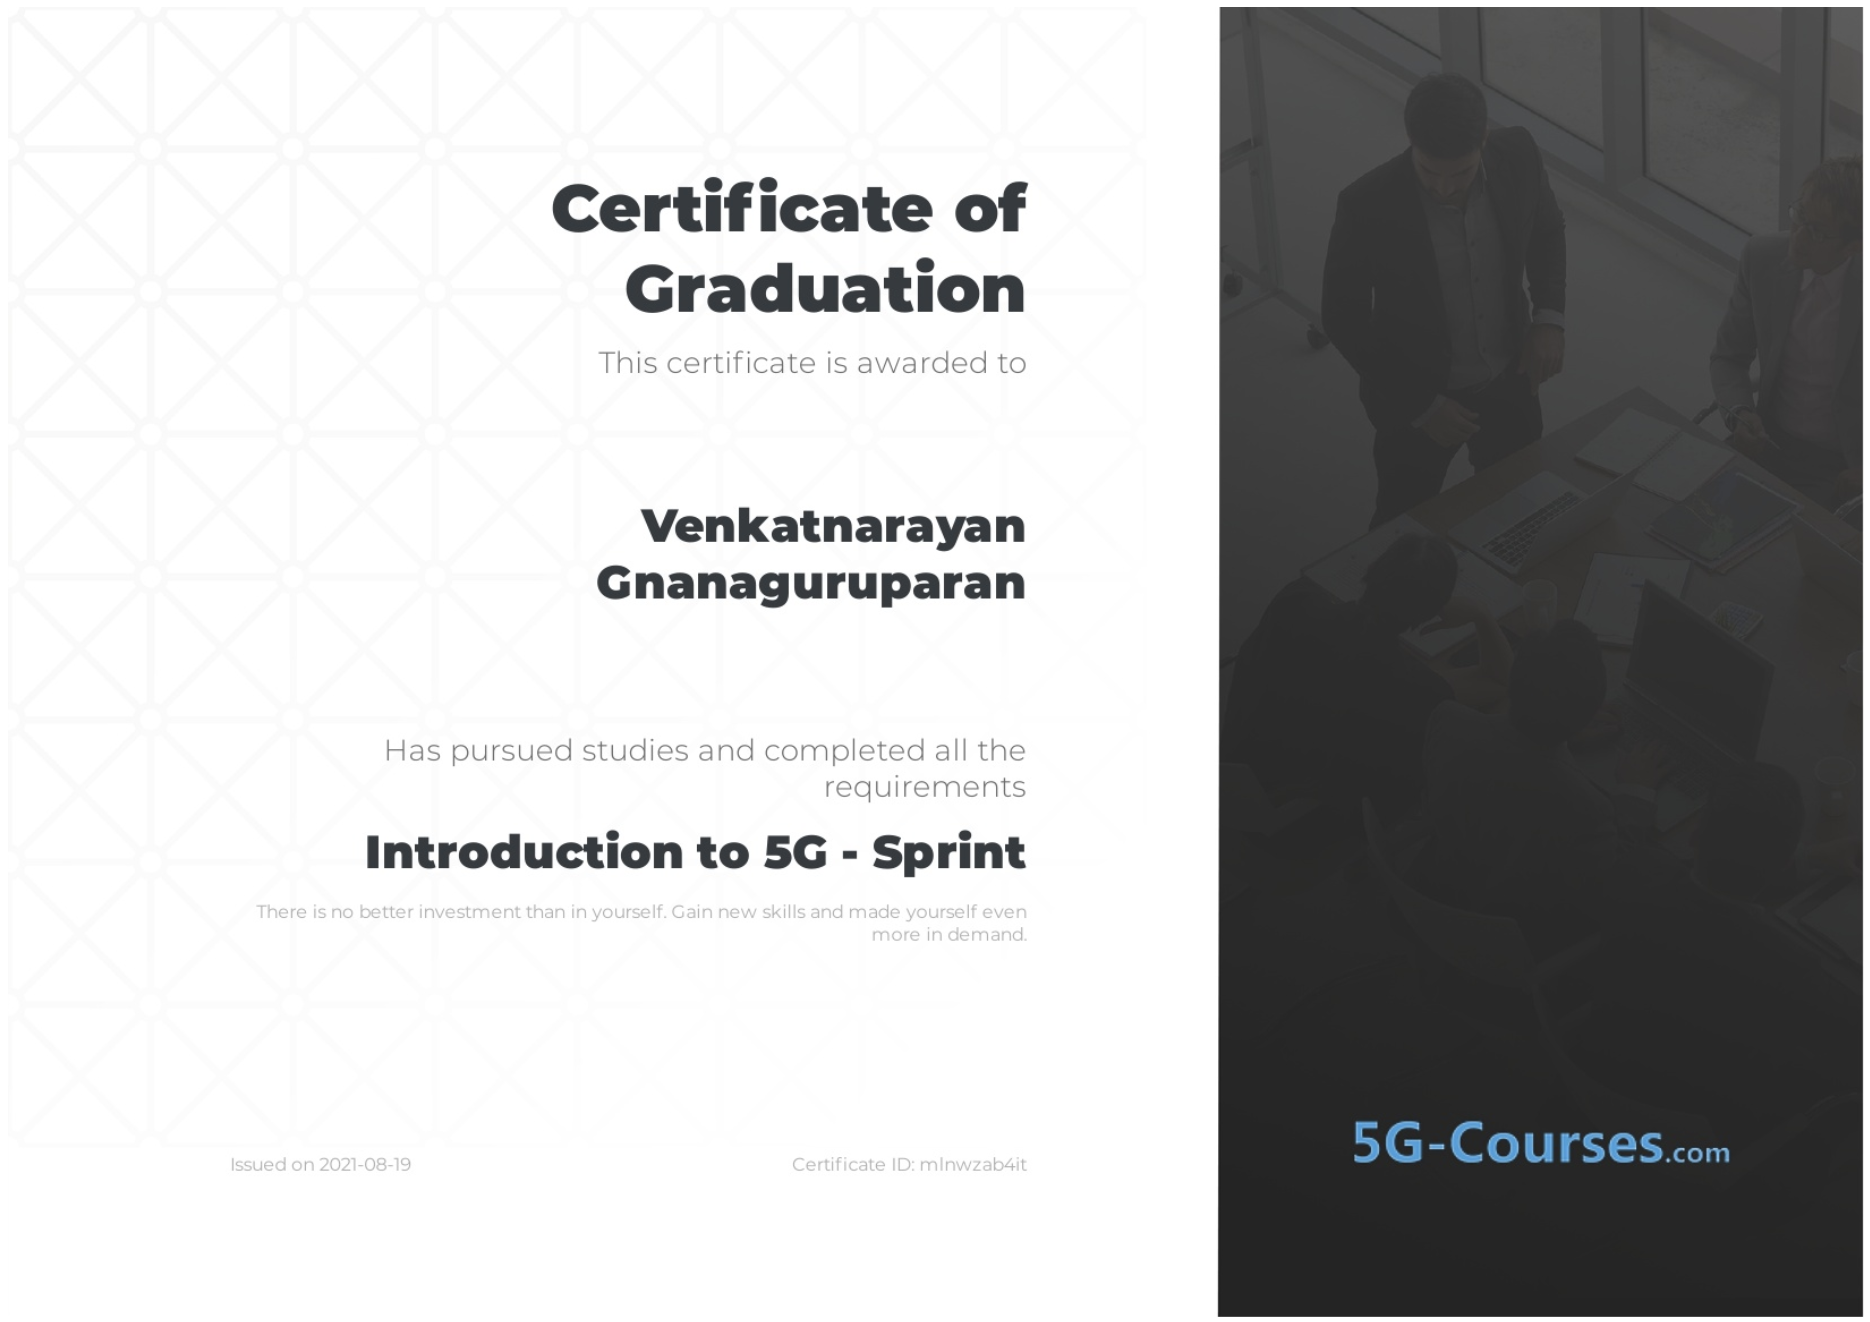 Certificate of
Graduation
This certificate is awarded to
Venkatnarayan
Gnanaguruparan
Has pursued studies and completed all the
requirements
Introduction to 5G - Sprint
There is no better investment than in yourself. Gain new skills and made yourself even
more in demand.
Issued on 2021-08-19
Certificate ID: mlnwzab4it
5G-Courses.com